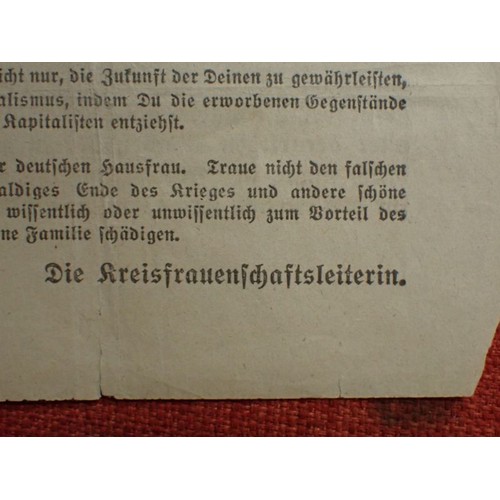 icht nur, die Zukunft der Deinen zu gewährleisten,
alismus, indem Du die erworbenen Gegenstände
Kapitalisten entziehst.
r deutschen Hausfrau. Traue nicht den falschen
aldiges Ende des Krieges und andere schöne
wissentlich oder unwissentlich zum Vorteil des
ne Familie schädigen.
Die Kreisfrauenschaftsleiterin.